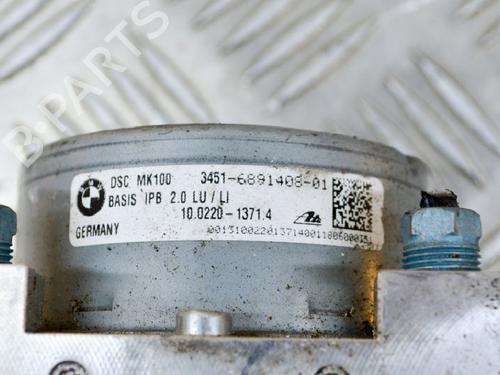 B-PARTS
DSC MK100 3451-6891408-01
BASIS IPB 2.0 LU / LI
10.0220-1371.4
GERMANY